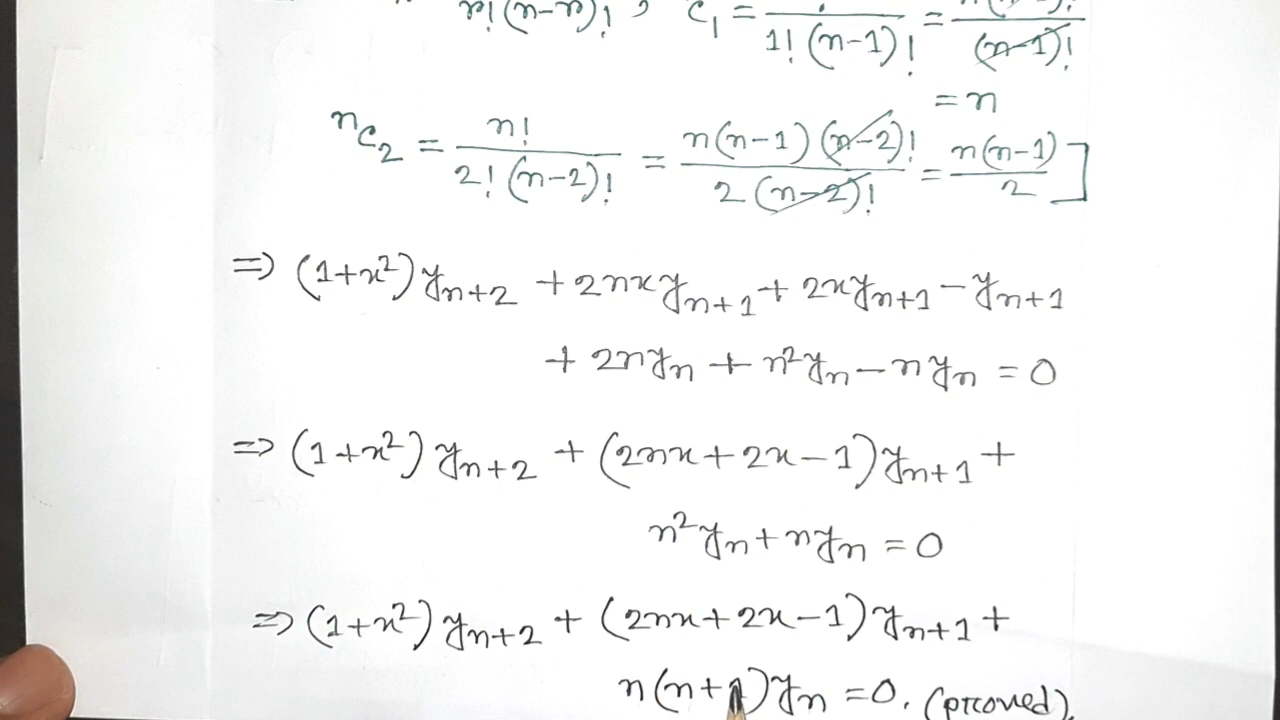 n!(n-n)! , C₁ = 1!(n-1)! = (n-1)!
= n
ⁿC₂ = n!/2!(n-2)! = n(n-1)(n-2)!/2(n-2)! = n(n-1)/2]
⇒ (1+x²)yₙ₊₂ + 2nxyₙ₊₁ + 2xyₙ₊₁ - yₙ₊₁
+ 2nyₙ + n²yₙ - nyₙ = 0
⇒ (1+x²)yₙ₊₂ + (2nx+2x-1)yₙ₊₁ +
n²yₙ + nyₙ = 0
⇒ (1+x²)yₙ₊₂ + (2nx+2x-1)yₙ₊₁ +
n(n+1)yₙ = 0. (proved)